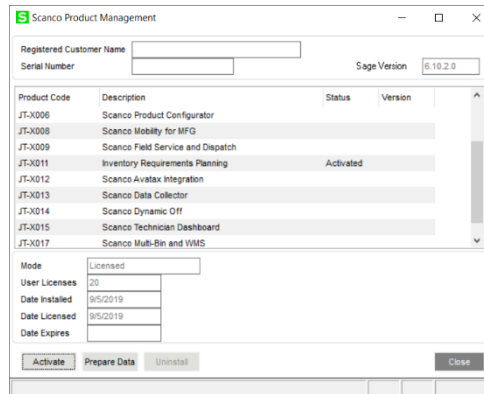 S Scanco Product Management
Registered Customer Name
Serial Number Sage Version 6.10.2.0
Product Code Description Status Version
JT-X006 Scanco Product Configurator
JT-X008 Scanco Mobility for MFG
JT-X009 Scanco Field Service and Dispatch
JT-X011 Inventory Requirements Planning Activated
JT-X012 Scanco Avatax Integration
JT-X013 Scanco Data Collector
JT-X014 Scanco Dynamic Off
JT-X015 Scanco Technician Dashboard
JT-X017 Scanco Multi-Bin and WMS
Mode Licensed
User Licenses 20
Date Installed 9/5/2019
Date Licensed 9/5/2019
Date Expires
Activate Prepare Data Uninstall Close